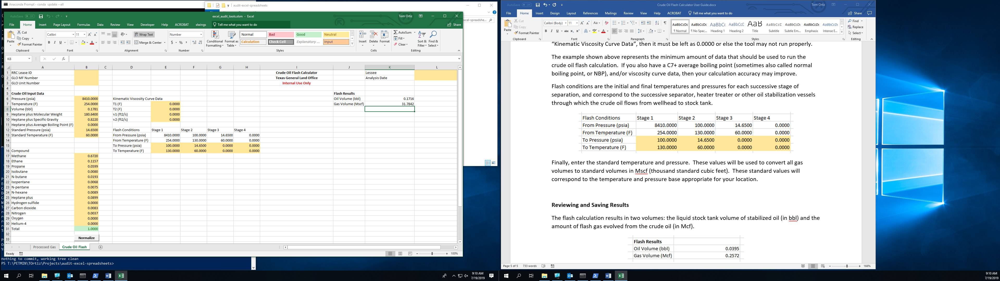 Anaconda Prompt - conda update --all
audit-excel-spreadsheets
excel-spreadshe...
AutoSave Off
excel_audit_tools.xlsm - Excel
Tom Ortiz
File Home Insert Page Layout Formulas Data Review View Developer Help ACROBAT xlwings Tell me what you want to do Share
Paste Cut Copy Format Painter
Calibri 11
B I U
Wrap Text
Merge & Center
Number
$ % ,
Conditional Formatting Format as Table
Normal Bad Good Neutral
Calculation Check Cell Explanatory ... Input
Insert Delete Format
AutoSum Fill Clear
Sort & Filter Find & Select
Clipboard Font Alignment Number Styles Cells Editing
K8 fx
A B C D E F G H I J K L
1 RRC Lease ID Crude Oil Flash Calculator Lessee
2 GLO MF Number Texas General Land Office Analysis Date
3 GLO Unit Number Internal Use Only
4
5 Crude Oil Input Data Flash Results
6 Pressure (psia) 8410.0000 Kinematic Viscosity Curve Data Oil Volume (bbl) 0.1716
7 Temperature (F) 254.0000 T1 (F) 0.0000 Gas Volume (Mscf) 31.7842
8 Volume (bbl) 0.1781 T2 (F) 0.0000
9 Heptane plus Molecular Weight 180.6400 v1 (ft2/s) 0.0000
10 Heptane plus Specific Gravity 0.8220 v2 (ft2/s) 0.0000
11 Heptane plus Average Boiling Point (F) 0.0000
12 Standard Pressure (psia) 14.6500 Flash Conditions Stage 1 Stage 2 Stage 3 Stage 4
13 Standard Temperature (F) 60.0000 From Pressure (psia) 8410.0000 100.0000 14.6500 0.0000
14 From Temperature (F) 254.0000 130.0000 60.0000 0.0000
15 To Pressure (psia) 100.0000 14.6500 0.0000 0.0000
16 Compound To Temperature (F) 130.0000 60.0000 0.0000 0.0000
17 Methane 0.6720
18 Ethane 0.1157
19 Propane 0.0599
20 Isobutane 0.0080
21 N-butane 0.0193
22 Isopentane 0.0068
23 N-pentane 0.0075
24 N-hexane 0.0089
25 Heptane plus 0.0899
26 Hydrogen sulfide 0.0000
27 Carbon dioxide 0.0083
28 Nitrogen 0.0037
29 Oxygen 0.0000
30 Helium-4 0.0000
31 Total 1.0000
32
33 Normalize
Processed Gas Crude Oil Flash
Ready 100%
nothing to commit, working tree clean
PS T:\PETMIN\TOrtiz\Projects\audit-excel-spreadsheets>
9:10 AM
7/19/2019
AutoSave Off
Crude Oil Flash Calculator User Guide.docx
Tom Ortiz
File Home Insert Design Layout References Mailings Review View Help ACROBAT Tell me what you want to do Share
Paste Cut Copy Format Painter
Calibri (Body) 11
B I U abc x₂ x²
AaBbCcDc AaBbCcDc AaBbCc AaBbCcE AaB AaBbCcC AaBbCcDc AaBbCcDc AaBbCcDc
¶ Normal ¶ No Spac... Heading 1 Heading 2 Title Subtitle Subtle Em... Emphasis Intense E...
Find
Replace
Select
Clipboard Font Paragraph Styles Editing
“Kinematic Viscosity Curve Data”, then it must be left as 0.0000 or else the tool may not run properly.
The example shown above represents the minimum amount of data that should be used to run the
crude oil flash calculation. If you also have a C7+ average boiling point (sometimes also called normal
boiling point, or NBP), and/or viscosity curve data, then your calculation accuracy may improve.
Flash conditions are the initial and final temperatures and pressures for each successive stage of
separation, and correspond to the successive separator, heater treater or other oil stabilization vessels
through which the crude oil flows from wellhead to stock tank.
Flash Conditions Stage 1 Stage 2 Stage 3 Stage 4
From Pressure (psia) 8410.0000 100.0000 14.6500 0.0000
From Temperature (F) 254.0000 130.0000 60.0000 0.0000
To Pressure (psia) 100.0000 14.6500 0.0000 0.0000
To Temperature (F) 130.0000 60.0000 0.0000 0.0000
Finally, enter the standard temperature and pressure. These values will be used to convert all gas
volumes to standard volumes in Mscf (thousand standard cubic feet). These standard values will
correspond to the temperature and pressure base appropriate for your location.
Reviewing and Saving Results
The flash calculation results in two volumes: the liquid stock tank volume of stabilized oil (in bbl) and the
amount of flash gas evolved from the crude oil (in Mcf).
Flash Results
Oil Volume (bbl) 0.0395
Gas Volume (Mcf) 0.2572
Page 5 of 5 733 words 166%
9:10 AM
7/19/2019